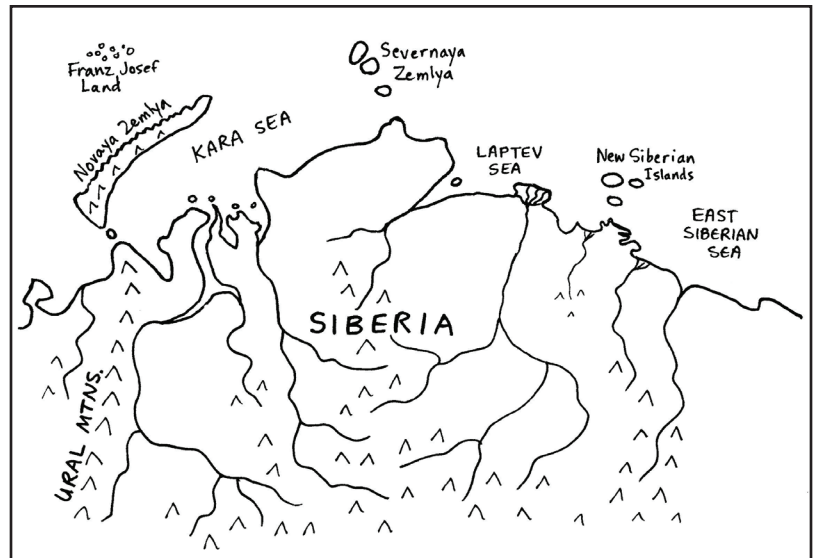 Franz Josef
Land
Severnaya
Zemlya
Novaya Zemlya
KARA SEA
LAPTEV
SEA
New Siberian
Islands
EAST
SIBERIAN
SEA
SIBERIA
URAL MTNS.